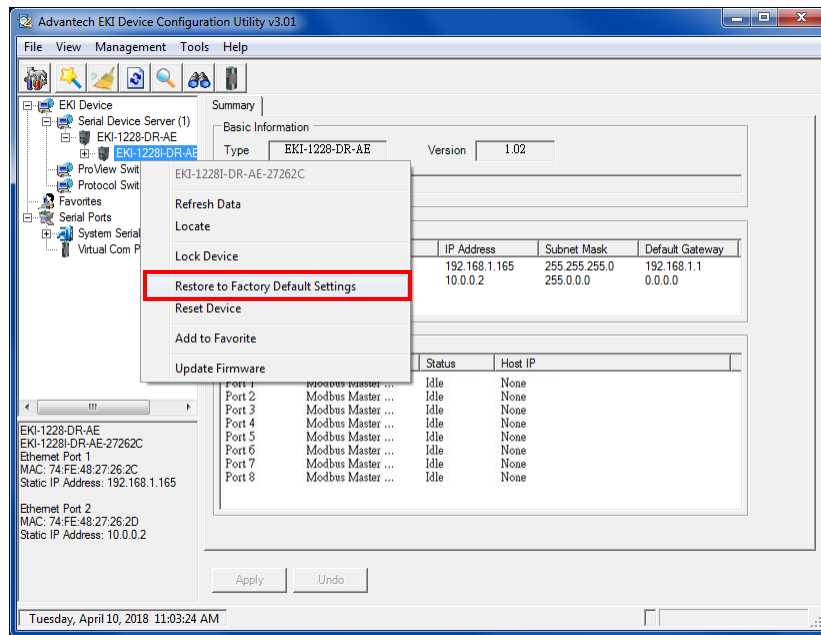 Advantech EKI Device Configuration Utility v3.01
File View Management Tools Help
EKI Device
Serial Device Server (1)
EKI-1228-DR-AE
EKI-1228I-DR-AE
ProView Swit
Protocol Swit
Favorites
Serial Ports
System Serial
Virtual Com P
Summary
Basic Information
Type EKI-1228-DR-AE Version 1.02
EKI-1228I-DR-AE-27262C
Refresh Data
Locate
Lock Device
Restore to Factory Default Settings
Reset Device
Add to Favorite
Update Firmware
IP Address Subnet Mask Default Gateway
192.168.1.165 255.255.255.0 192.168.1.1
10.0.0.2 255.0.0.0 0.0.0.0
Status Host IP
Port 1 Modbus Master ... Idle None
Port 2 Modbus Master ... Idle None
Port 3 Modbus Master ... Idle None
Port 4 Modbus Master ... Idle None
Port 5 Modbus Master ... Idle None
Port 6 Modbus Master ... Idle None
Port 7 Modbus Master ... Idle None
Port 8 Modbus Master ... Idle None
EKI-1228-DR-AE
EKI-1228I-DR-AE-27262C
Ethernet Port 1
MAC: 74:FE:48:27:26:2C
Static IP Address: 192.168.1.165
Ethernet Port 2
MAC: 74:FE:48:27:26:2D
Static IP Address: 10.0.0.2
Apply Undo
Tuesday, April 10, 2018 11:03:24 AM